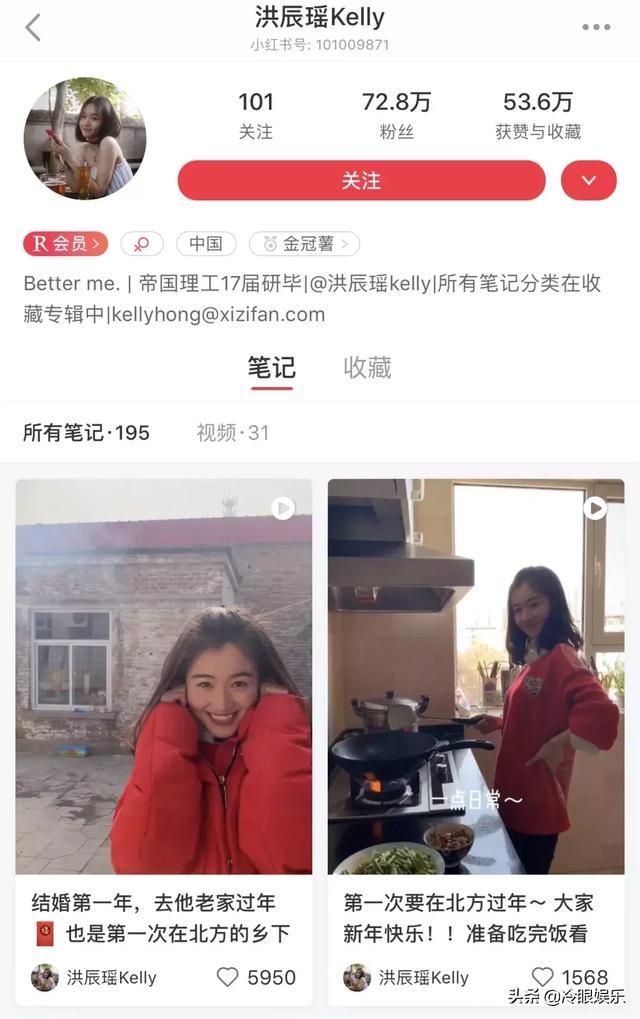 洪辰瑶Kelly
小红书号: 101009871
101
72.8万
53.6万
关注
粉丝
获赞与收藏
关注
R 会员
中国
金冠薯
Better me. | 帝国理工17届研毕|@洪辰瑶kelly|所有笔记分类在收
藏专辑中|kellyhong@xizifan.com
笔记
收藏
所有笔记·195
视频·31
一点日常～
结婚第一年，去他老家过年
也是第一次在北方的乡下
洪辰瑶Kelly
5950
第一次要在北方过年～ 大家
新年快乐！！准备吃完饭看
洪辰瑶Kelly
1568
头条 @冷眼娱乐